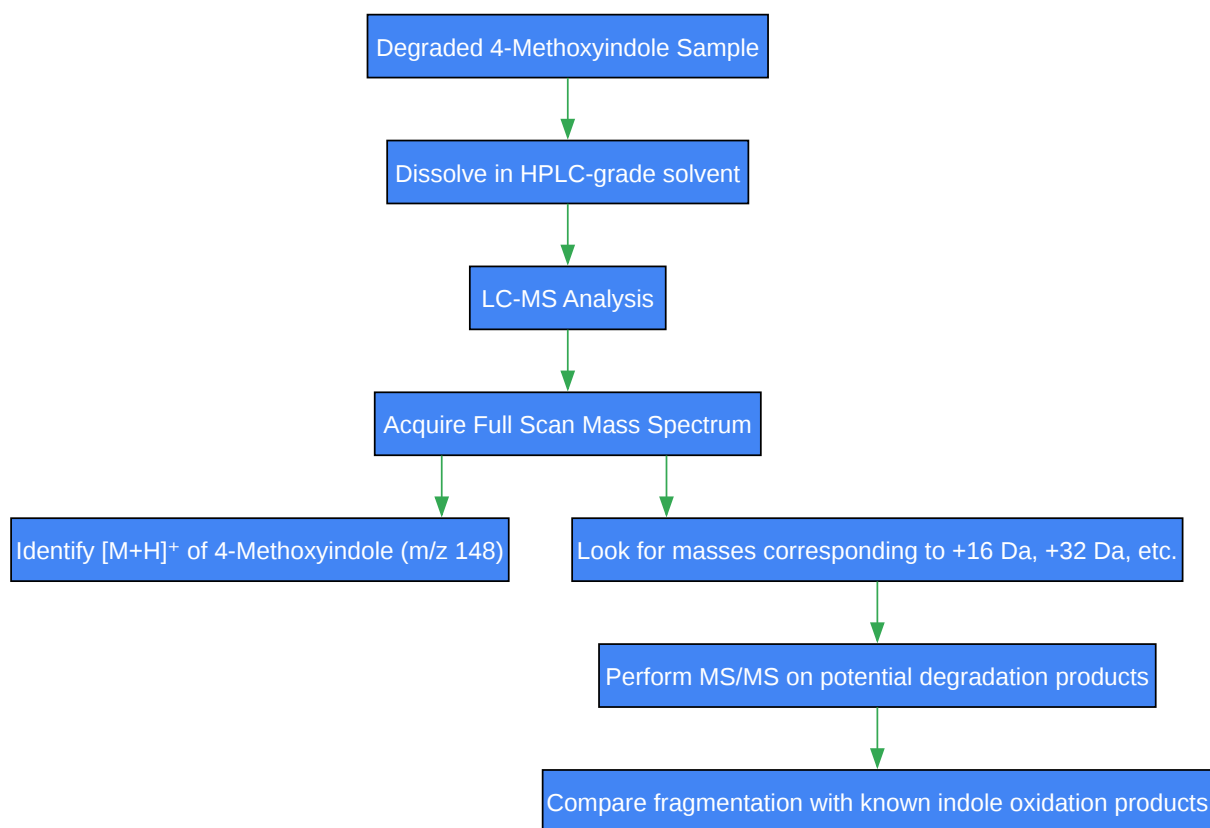 Degraded 4-Methoxyindole Sample
Dissolve in HPLC-grade solvent
LC-MS Analysis
Acquire Full Scan Mass Spectrum
Identify [M+H]⁺ of 4-Methoxyindole (m/z 148)
Look for masses corresponding to +16 Da, +32 Da, etc.
Perform MS/MS on potential degradation products
Compare fragmentation with known indole oxidation products